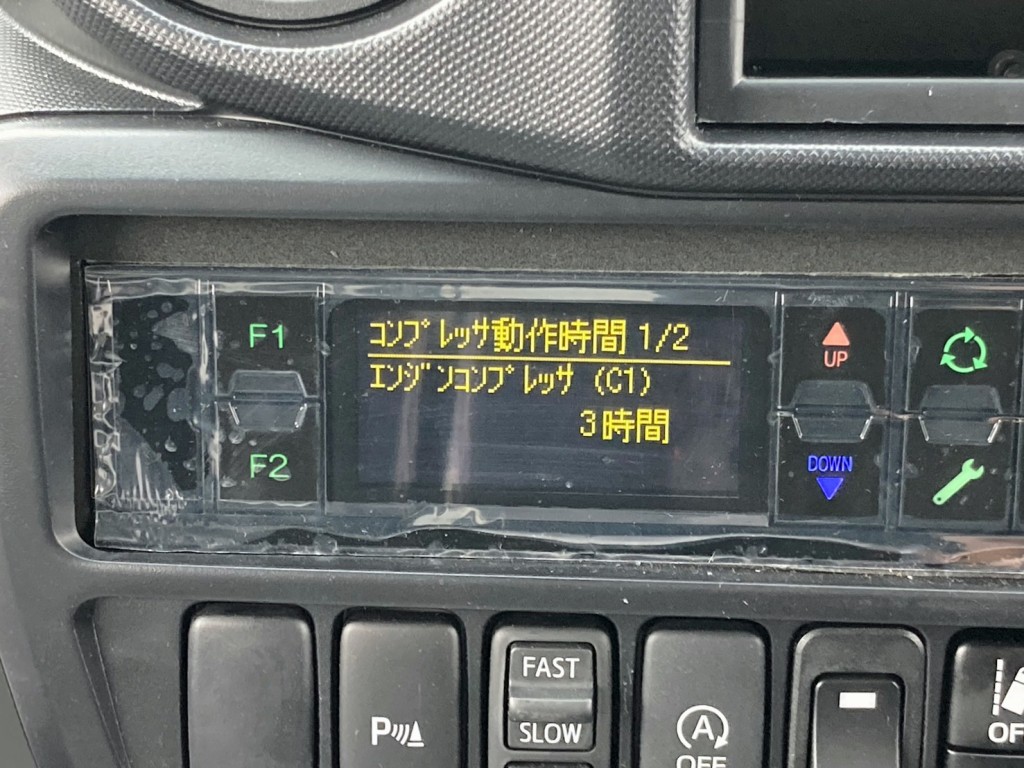 F1
F2
コンプレッサ動作時間 1/2
エンジンコンプレッサ (C1)
3時間
UP
DOWN
P
FAST
SLOW
A
OFF
OF